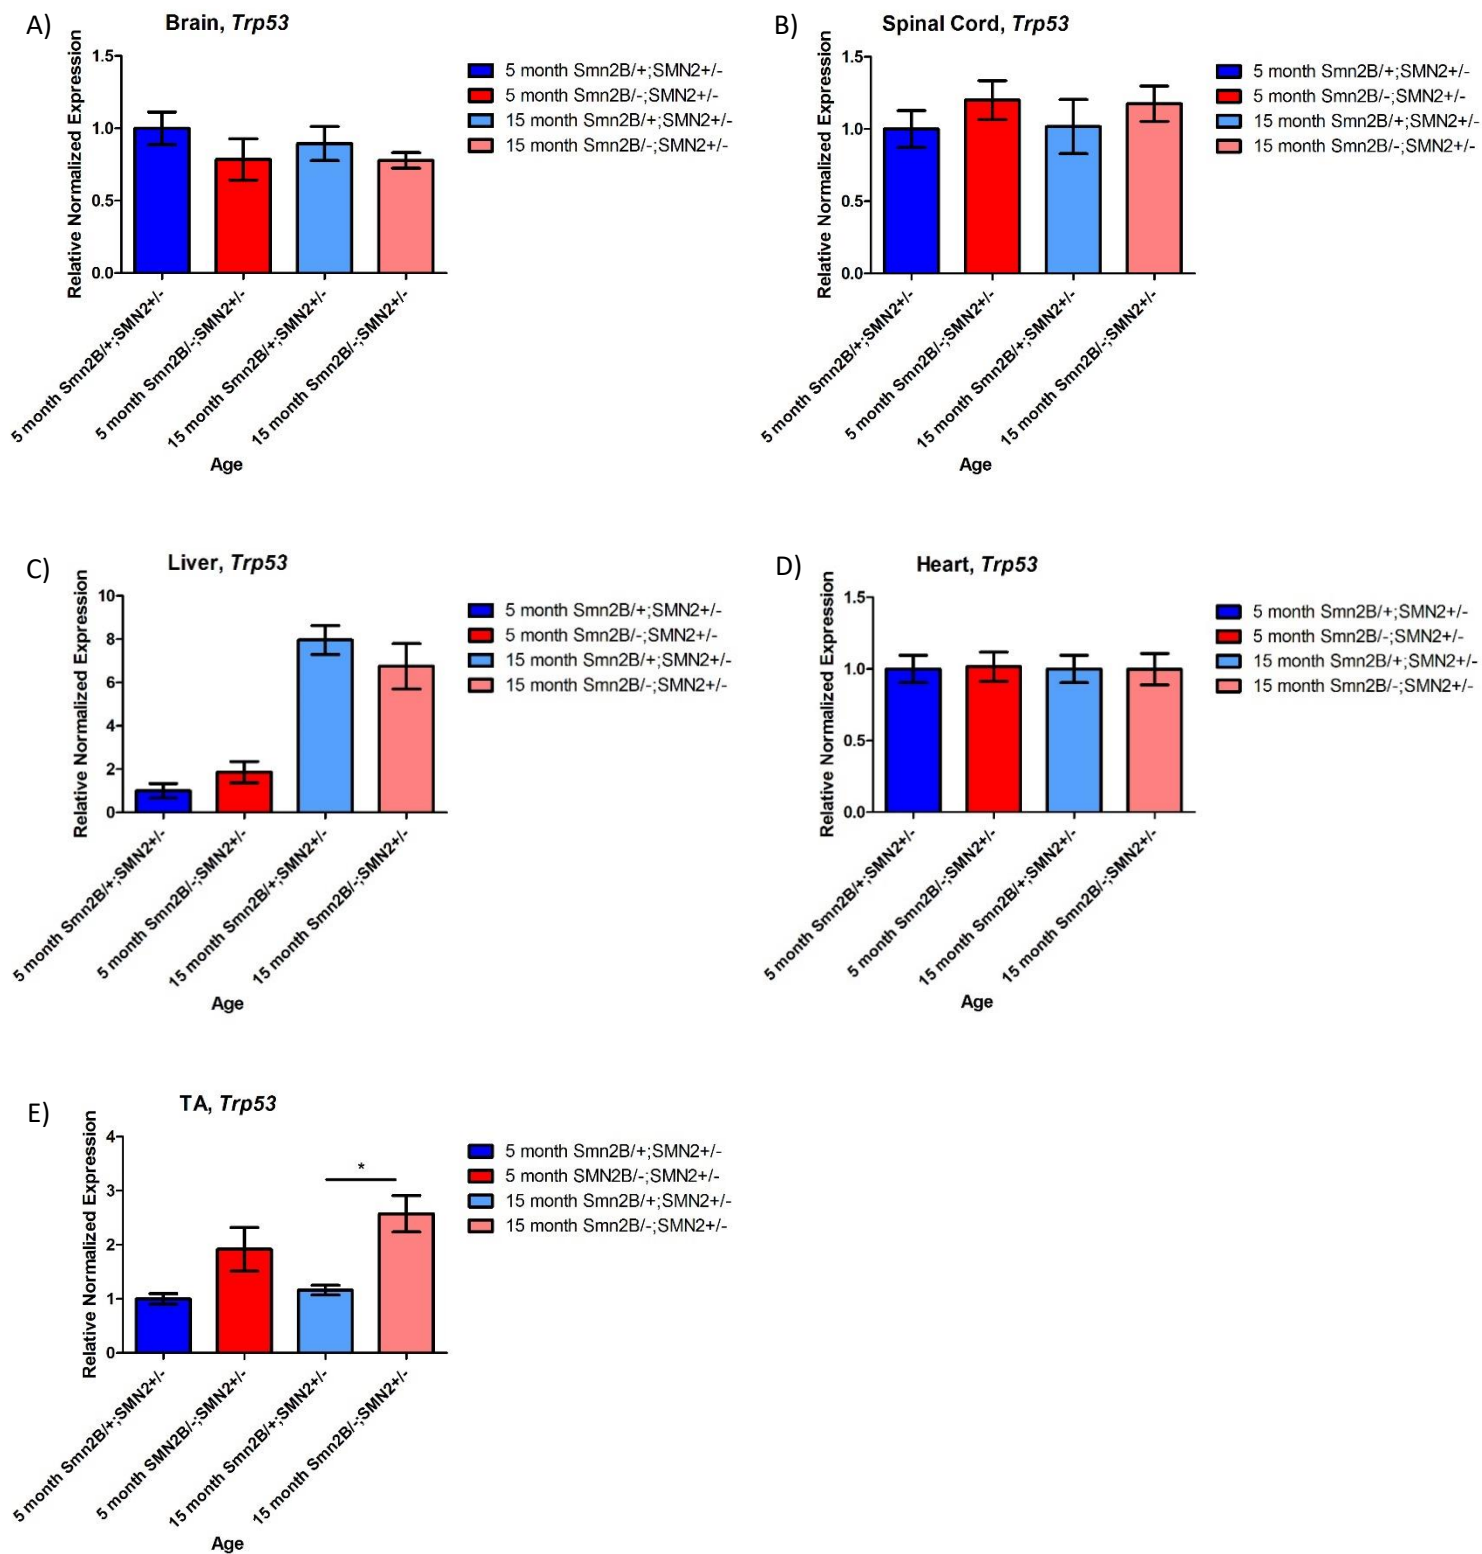 A)
Brain, Trp53
Relative Normalized Expression
1.5
1.0
0.5
0.0
5 month Smn2B/+;SMN2+/-
5 month Smn2B/-;SMN2+/-
15 month Smn2B/+;SMN2+/-
15 month Smn2B/-;SMN2+/-
Age
5 month Smn2B/+;SMN2+/-
5 month Smn2B/-;SMN2+/-
15 month Smn2B/+;SMN2+/-
15 month Smn2B/-;SMN2+/-
B)
Spinal Cord, Trp53
Relative Normalized Expression
1.5
1.0
0.5
0.0
5 month Smn2B/+;SMN2+/-
5 month Smn2B/-;SMN2+/-
15 month Smn2B/+;SMN2+/-
15 month Smn2B/-;SMN2+/-
Age
5 month Smn2B/+;SMN2+/-
5 month Smn2B/-;SMN2+/-
15 month Smn2B/+;SMN2+/-
15 month Smn2B/-;SMN2+/-
C)
Liver, Trp53
Relative Normalized Expression
10
8
6
4
2
0
5 month Smn2B/+;SMN2+/-
5 month Smn2B/-;SMN2+/-
15 month Smn2B/+;SMN2+/-
15 month Smn2B/-;SMN2+/-
Age
5 month Smn2B/+;SMN2+/-
5 month Smn2B/-;SMN2+/-
15 month Smn2B/+;SMN2+/-
15 month Smn2B/-;SMN2+/-
D)
Heart, Trp53
Relative Normalized Expression
1.5
1.0
0.5
0.0
5 month Smn2B/+;SMN2+/-
5 month Smn2B/-;SMN2+/-
15 month Smn2B/+;SMN2+/-
15 month Smn2B/-;SMN2+/-
Age
5 month Smn2B/+;SMN2+/-
5 month Smn2B/-;SMN2+/-
15 month Smn2B/+;SMN2+/-
15 month Smn2B/-;SMN2+/-
E)
TA, Trp53
Relative Normalized Expression
4
3
2
1
0
*
5 month Smn2B/+;SMN2+/-
5 month SMN2B/-;SMN2+/-
15 month Smn2B/+;SMN2+/-
15 month Smn2B/-;SMN2+/-
Age
5 month Smn2B/+;SMN2+/-
5 month SMN2B/-;SMN2+/-
15 month Smn2B/+;SMN2+/-
15 month Smn2B/-;SMN2+/-